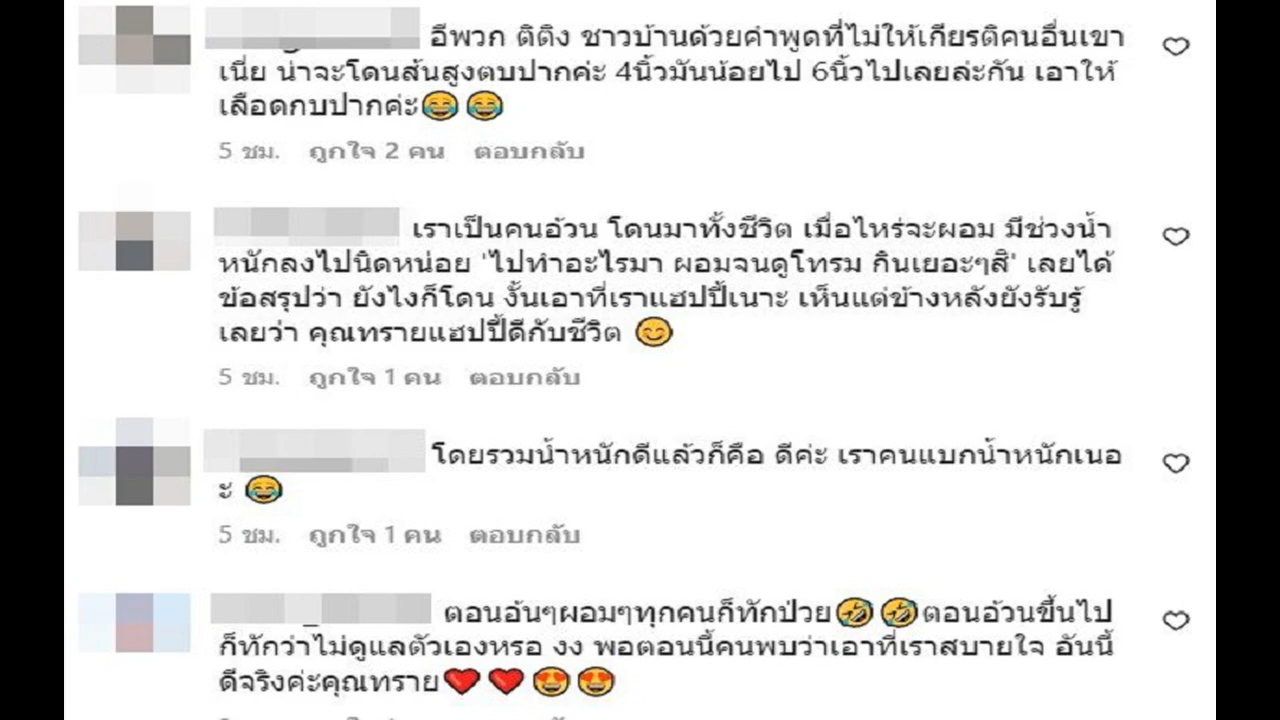 อีพวก ติติง ชาวบ้านด้วยคำพูดที่ไม่ให้เกียรติคนอื่นเขา
เนี่ย น่าจะโดนส้นสูงตบปากค่ะ 4นิ้วมันน้อยไป 6นิ้วไปเลยล่ะกัน เอาให้
เลือดกบปากค่ะ😂 😂
5 ชม. ถูกใจ 2 คน ตอบกลับ
เราเป็นคนอ้วน โดนมาทั้งชีวิต เมื่อไหร่จะผอม มีช่วงน้ำ
หนักลงไปนิดหน่อย 'ไปทำอะไรมา ผอมจนดูโทรม กินเยอะๆสิ' เลยได้
ข้อสรุปว่า ยังไงก็โดน งั้นเอาที่เราแฮปปี้เนาะ เห็นแต่ข้างหลังยังรับรู้
เลยว่า คุณทรายแฮปปี้ดีกับชีวิต 😊
5 ชม. ถูกใจ 1 คน ตอบกลับ
โดยรวมน้ำหนักดีแล้วก็คือ ดีค่ะ เราคนแบกน้ำหนักเนอ
ะ 😂
5 ชม. ถูกใจ 1 คน ตอบกลับ
ตอนอ้นๆผอมๆทุกคนก็ทักป่วย🤣 🤣ตอนอ้วนขึ้นไป
ก็ทักว่าไม่ดูแลตัวเองหรอ งง พอตอนนี้คนพบว่าเอาที่เราสบายใจ อันนี้
ดีจริงค่ะคุณทราย❤️ ❤️ 😍 😍